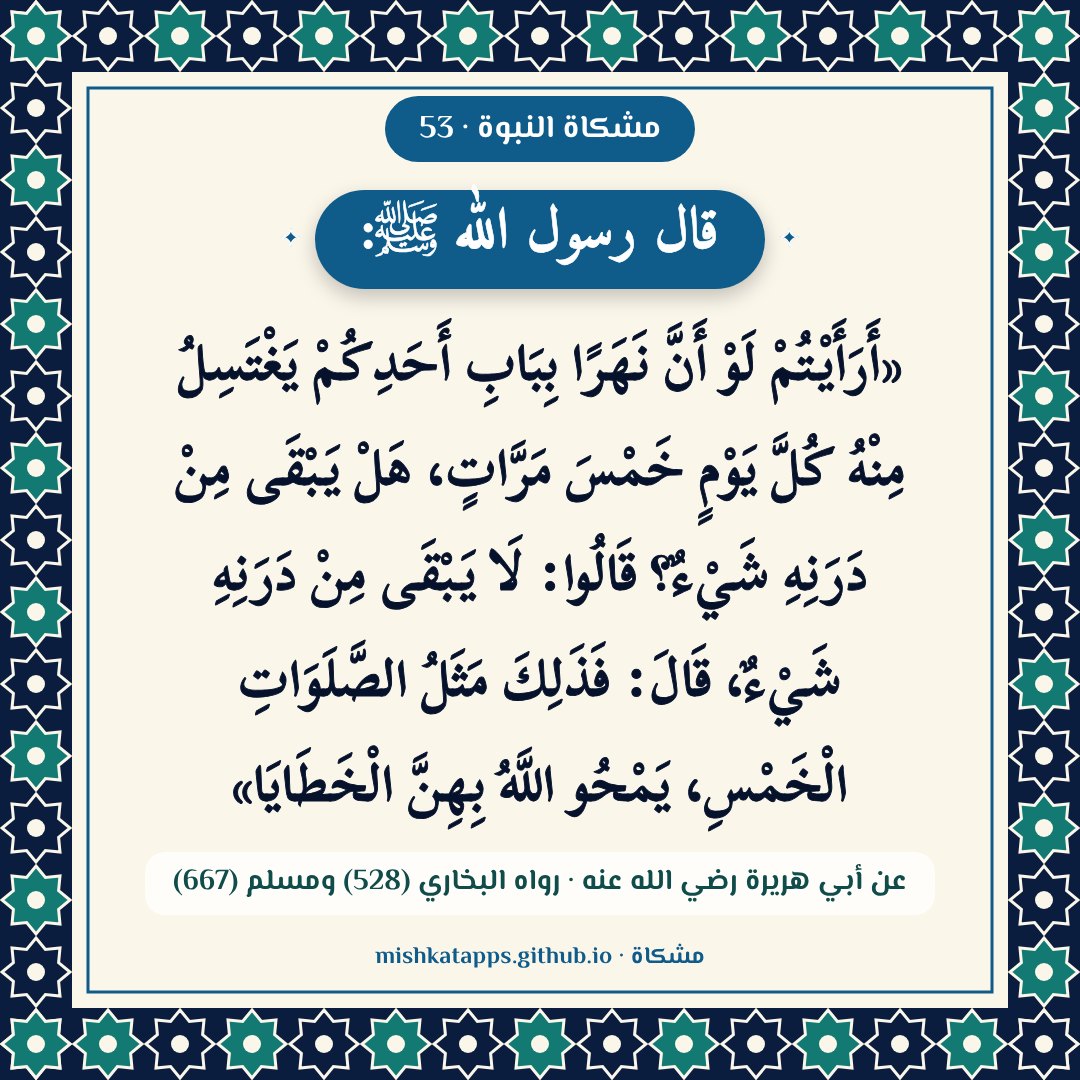 مشكاة النبوة · 53
قال رسول الله ﷺ:
«أَرَأَيْتُمْ لَوْ أَنَّ نَهَرًا بِبَابِ أَحَدِكُمْ يَغْتَسِلُ
مِنْهُ كُلَّ يَوْمٍ خَمْسَ مَرَّاتٍ، هَلْ يَبْقَى مِنْ
دَرَنِهِ شَيْءٌ؟ قَالُوا: لَا يَبْقَى مِنْ دَرَنِهِ
شَيْءٌ، قَالَ: فَذَلِكَ مَثَلُ الصَّلَوَاتِ
الْخَمْسِ، يَمْحُو اللَّهُ بِهِنَّ الْخَطَايَا»
عن أبي هريرة رضي الله عنه · رواه البخاري (528) ومسلم (667)
مشكاة · mishkatapps.github.io